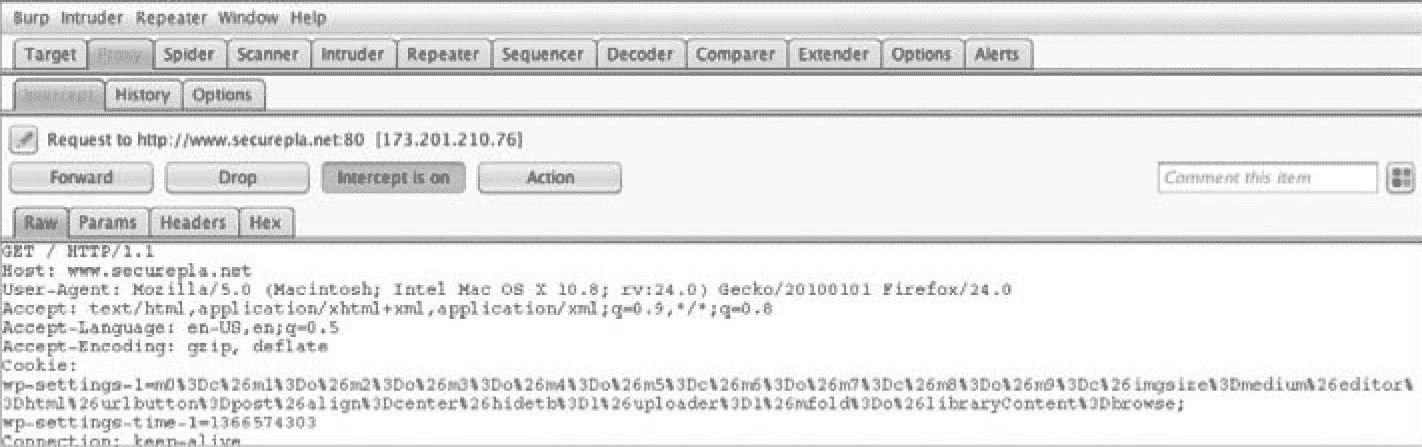 Burp Intruder Repeater Window Help
Target Proxy Spider Scanner Intruder Repeater Sequencer Decoder Comparer Extender Options Alerts
Intercept History Options
Request to http://www.securepla.net:80 [173.201.210.76]
Forward Drop Intercept is on Action Comment this item
Raw Params Headers Hex
GET / HTTP/1.1
Host: www.securepla.net
User-Agent: Mozilla/5.0 (Macintosh; Intel Mac OS X 10.8; rv:24.0) Gecko/20100101 Firefox/24.0
Accept: text/html,application/xhtml+xml,application/xml;q=0.9,*/*;q=0.8
Accept-Language: en-US,en;q=0.5
Accept-Encoding: gzip, deflate
Cookie:
wp-settings-1=m0%3Dc%26m1%3Do%26m2%3Do%26m3%3Do%26m4%3Do%26m5%3Dc%26m6%3Do%26m7%3Dc%26m8%3Do%26m9%3Dc%26imgsize%3Dmedium%26editor%
3Dhtml%26urlbutton%3Dpost%26align%3Dcenter%26hidetb%3D1%26uploader%3D1%26mfold%3Do%26libraryContent%3Dbrowse;
wp-settings-time-1=1366574303
Connection: keep-alive